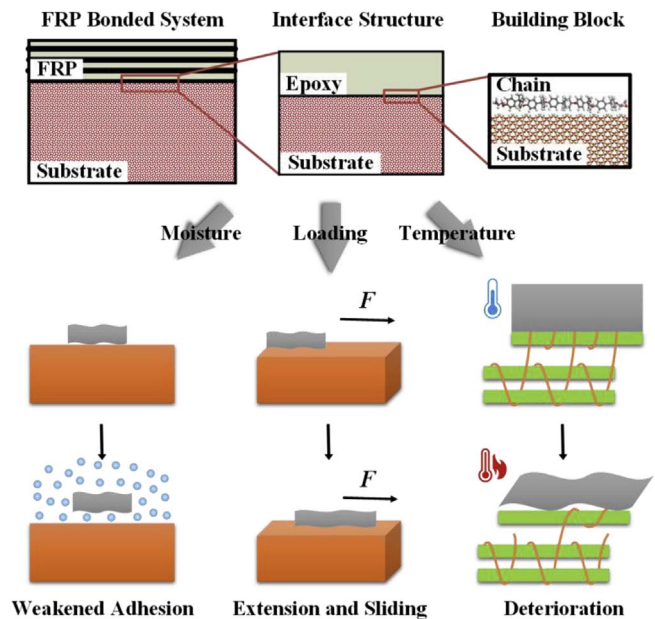 FRP Bonded System
Interface Structure
Building Block
FRP
Substrate
Epoxy
Substrate
Chain
Substrate
Moisture
Loading
Temperature
F
F
Weakened Adhesion
Extension and Sliding
Deterioration